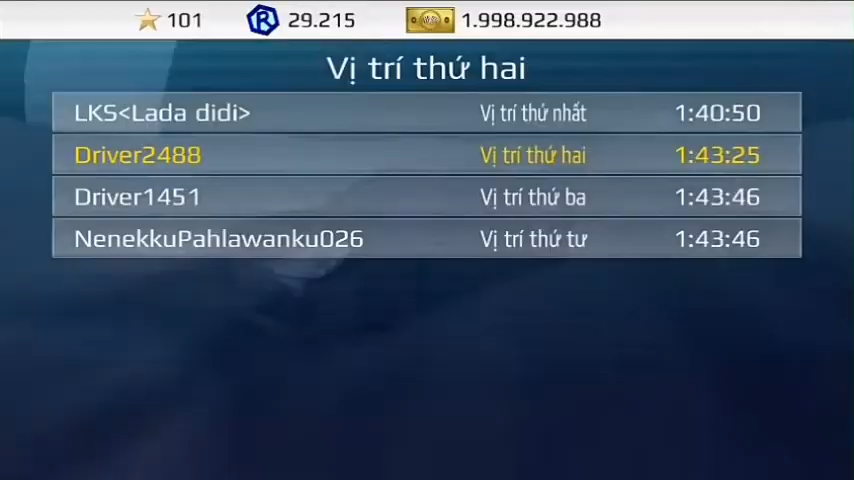 101 29.215 1.998.922.988
Vị trí thứ hai
LKS<Lada didi> Vị trí thứ nhất 1:40:50
Driver2488 Vị trí thứ hai 1:43:25
Driver1451 Vị trí thứ ba 1:43:46
NenekkuPahlawanku026 Vị trí thứ tư 1:43:46